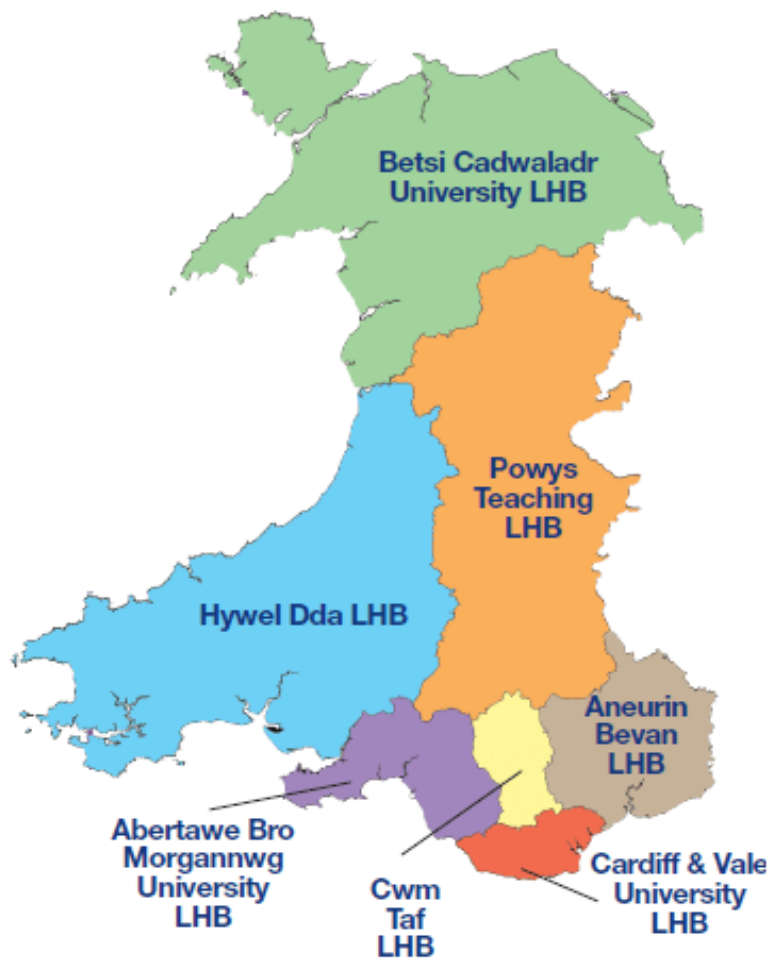 Betsi Cadwaladr
University LHB
Powys
Teaching
LHB
Hywel Dda LHB
Aneurin
Bevan
LHB
Abertawe Bro
Morgannwg
University
LHB
Cwm
Taf
LHB
Cardiff & Vale
University
LHB